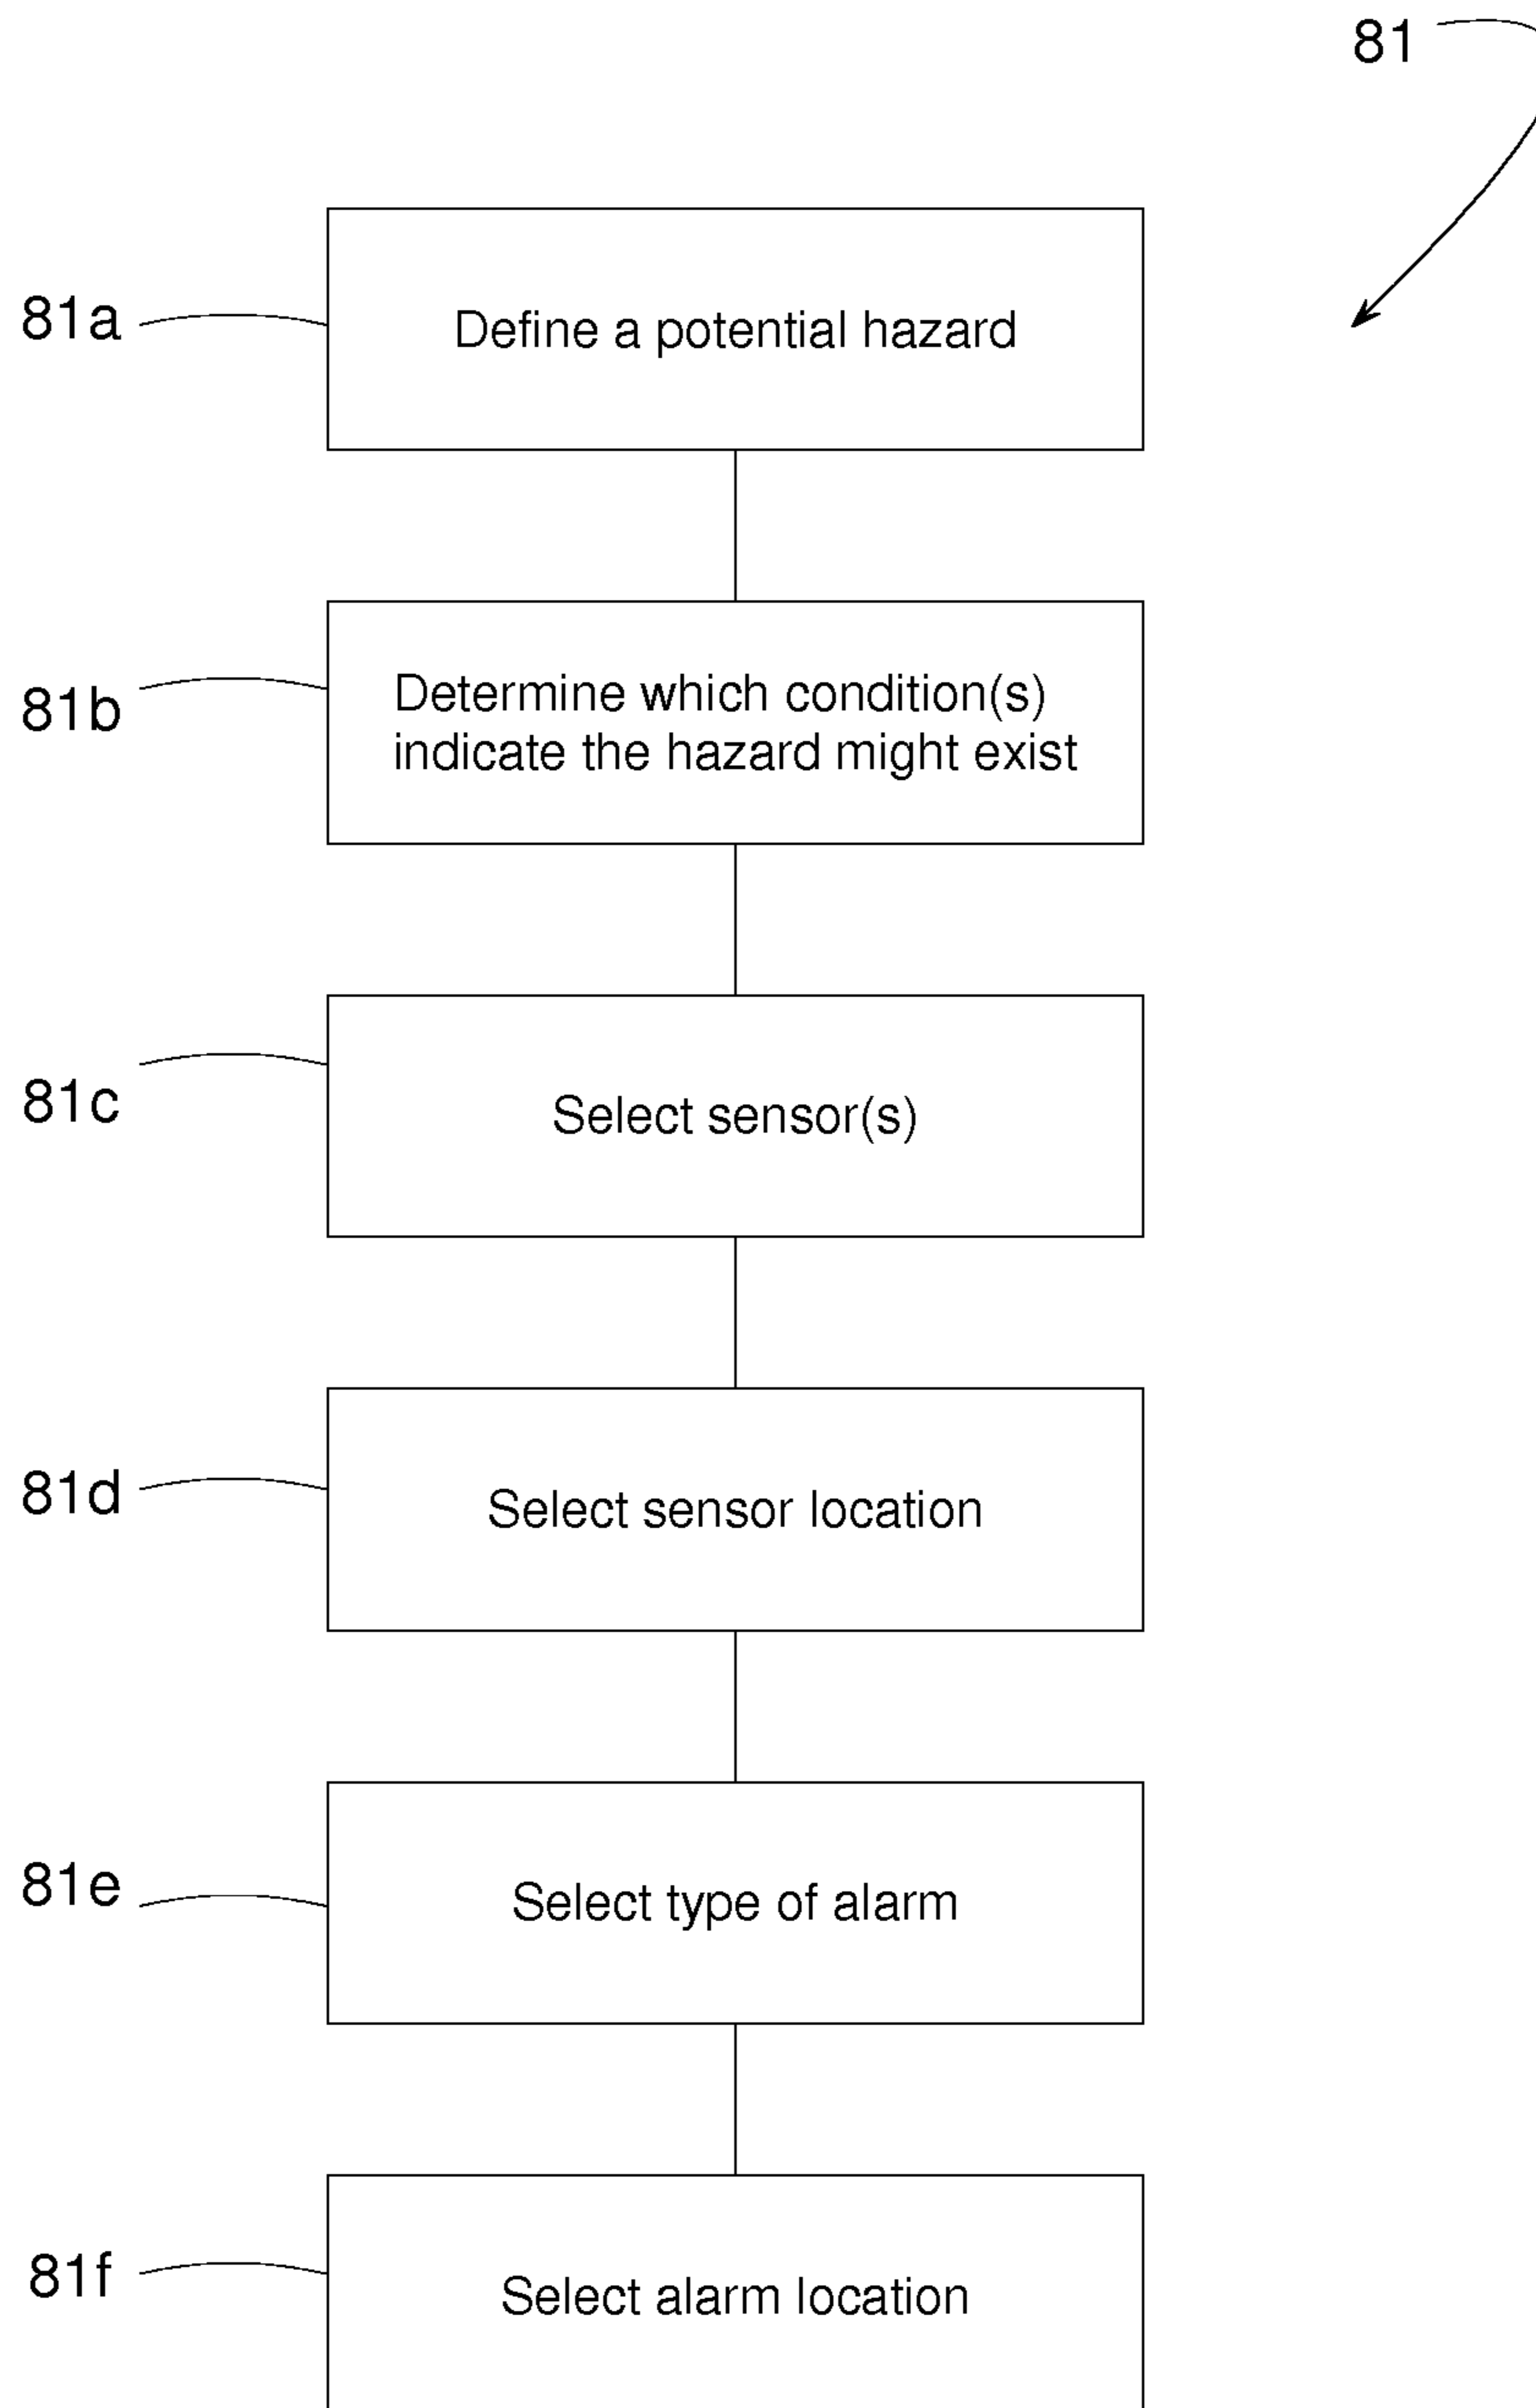 81
81a
Define a potential hazard
81b
Determine which condition(s)
indicate the hazard might exist
81c
Select sensor(s)
81d
Select sensor location
81e
Select type of alarm
81f
Select alarm location